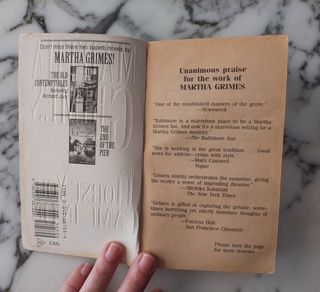 Don't miss these two superb novels by
MARTHA GRIMES!
THE OLD
CONTEMPTIBLES
featuring
Richard Jury
THE
END
OF THE
PIER
EAN
Unanimous praise
for the work of
MARTHA GRIMES
"One of the established masters of the genre."
—Newsweek
"Baltimore is a marvelous place to be a Martha
Grimes fan. And now it's a marvelous setting for a
Martha Grimes mystery."
—The Baltimore Sun
"She is working in the great tradition. . . . Good
news for addicts—crime with style."
—Mary Cantwell
Vogue
"Grimes nimbly orchestrates the suspense, giving
the reader a sense of impending disaster."
—Michiko Kakutani
The New York Times
"Grimes is gifted at exploring the private, some-
times horrifying yet utterly mundane thoughts of
ordinary people."
—Patricia Holt
San Francisco Chronicle
Please turn the page
for more reviews